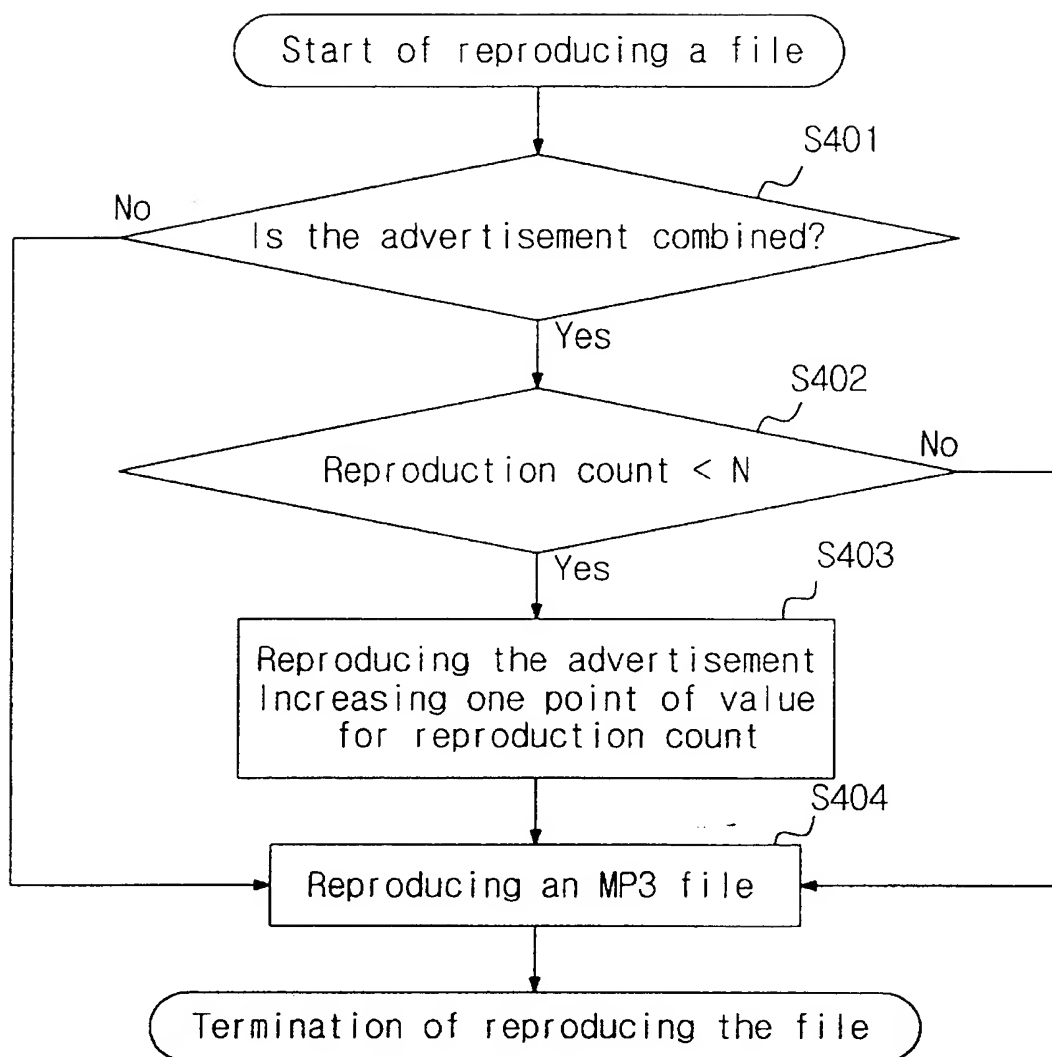 Start of reproducing a file
S401
No
Is the advertisement combined?
Yes
S402
No
Reproduction count < N
Yes
S403
Reproducing the advertisement
Increasing one point of value
for reproduction count
S404
Reproducing an MP3 file
Termination of reproducing the file